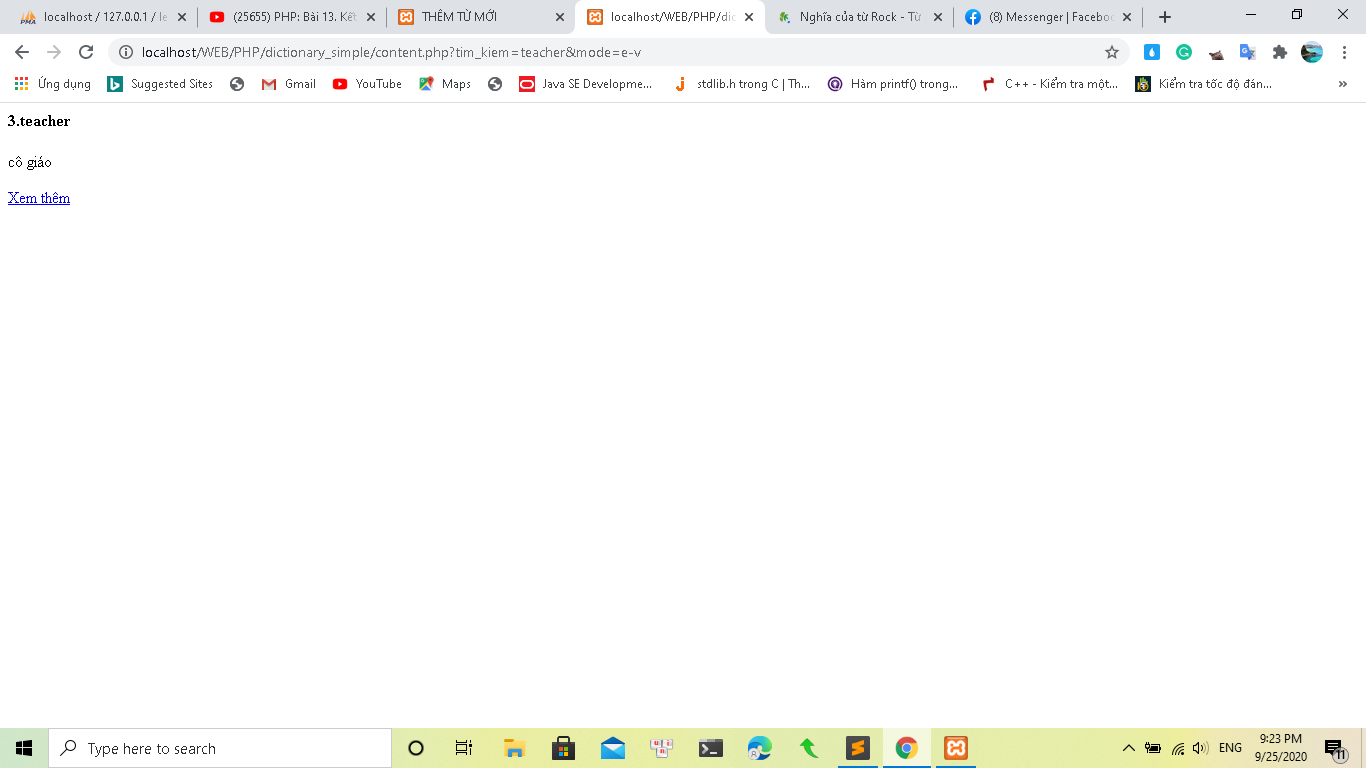 localhost / 127.0.0.1 / le
(25655) PHP: Bài 13. Kết
THÊM TỪ MỚI
localhost/WEB/PHP/dic
Nghĩa của từ Rock - Từ
(8) Messenger | Faceboo
localhost/WEB/PHP/dictionary_simple/content.php?tim_kiem=teacher&mode=e-v
Ứng dụng
Suggested Sites
Gmail
YouTube
Maps
Java SE Developme...
stdlib.h trong C | Th...
Hàm printf() trong...
C++ - Kiểm tra một...
Kiểm tra tốc độ đán...
»
3.teacher
cô giáo
Xem thêm
Type here to search
ENG
9:23 PM
9/25/2020
11